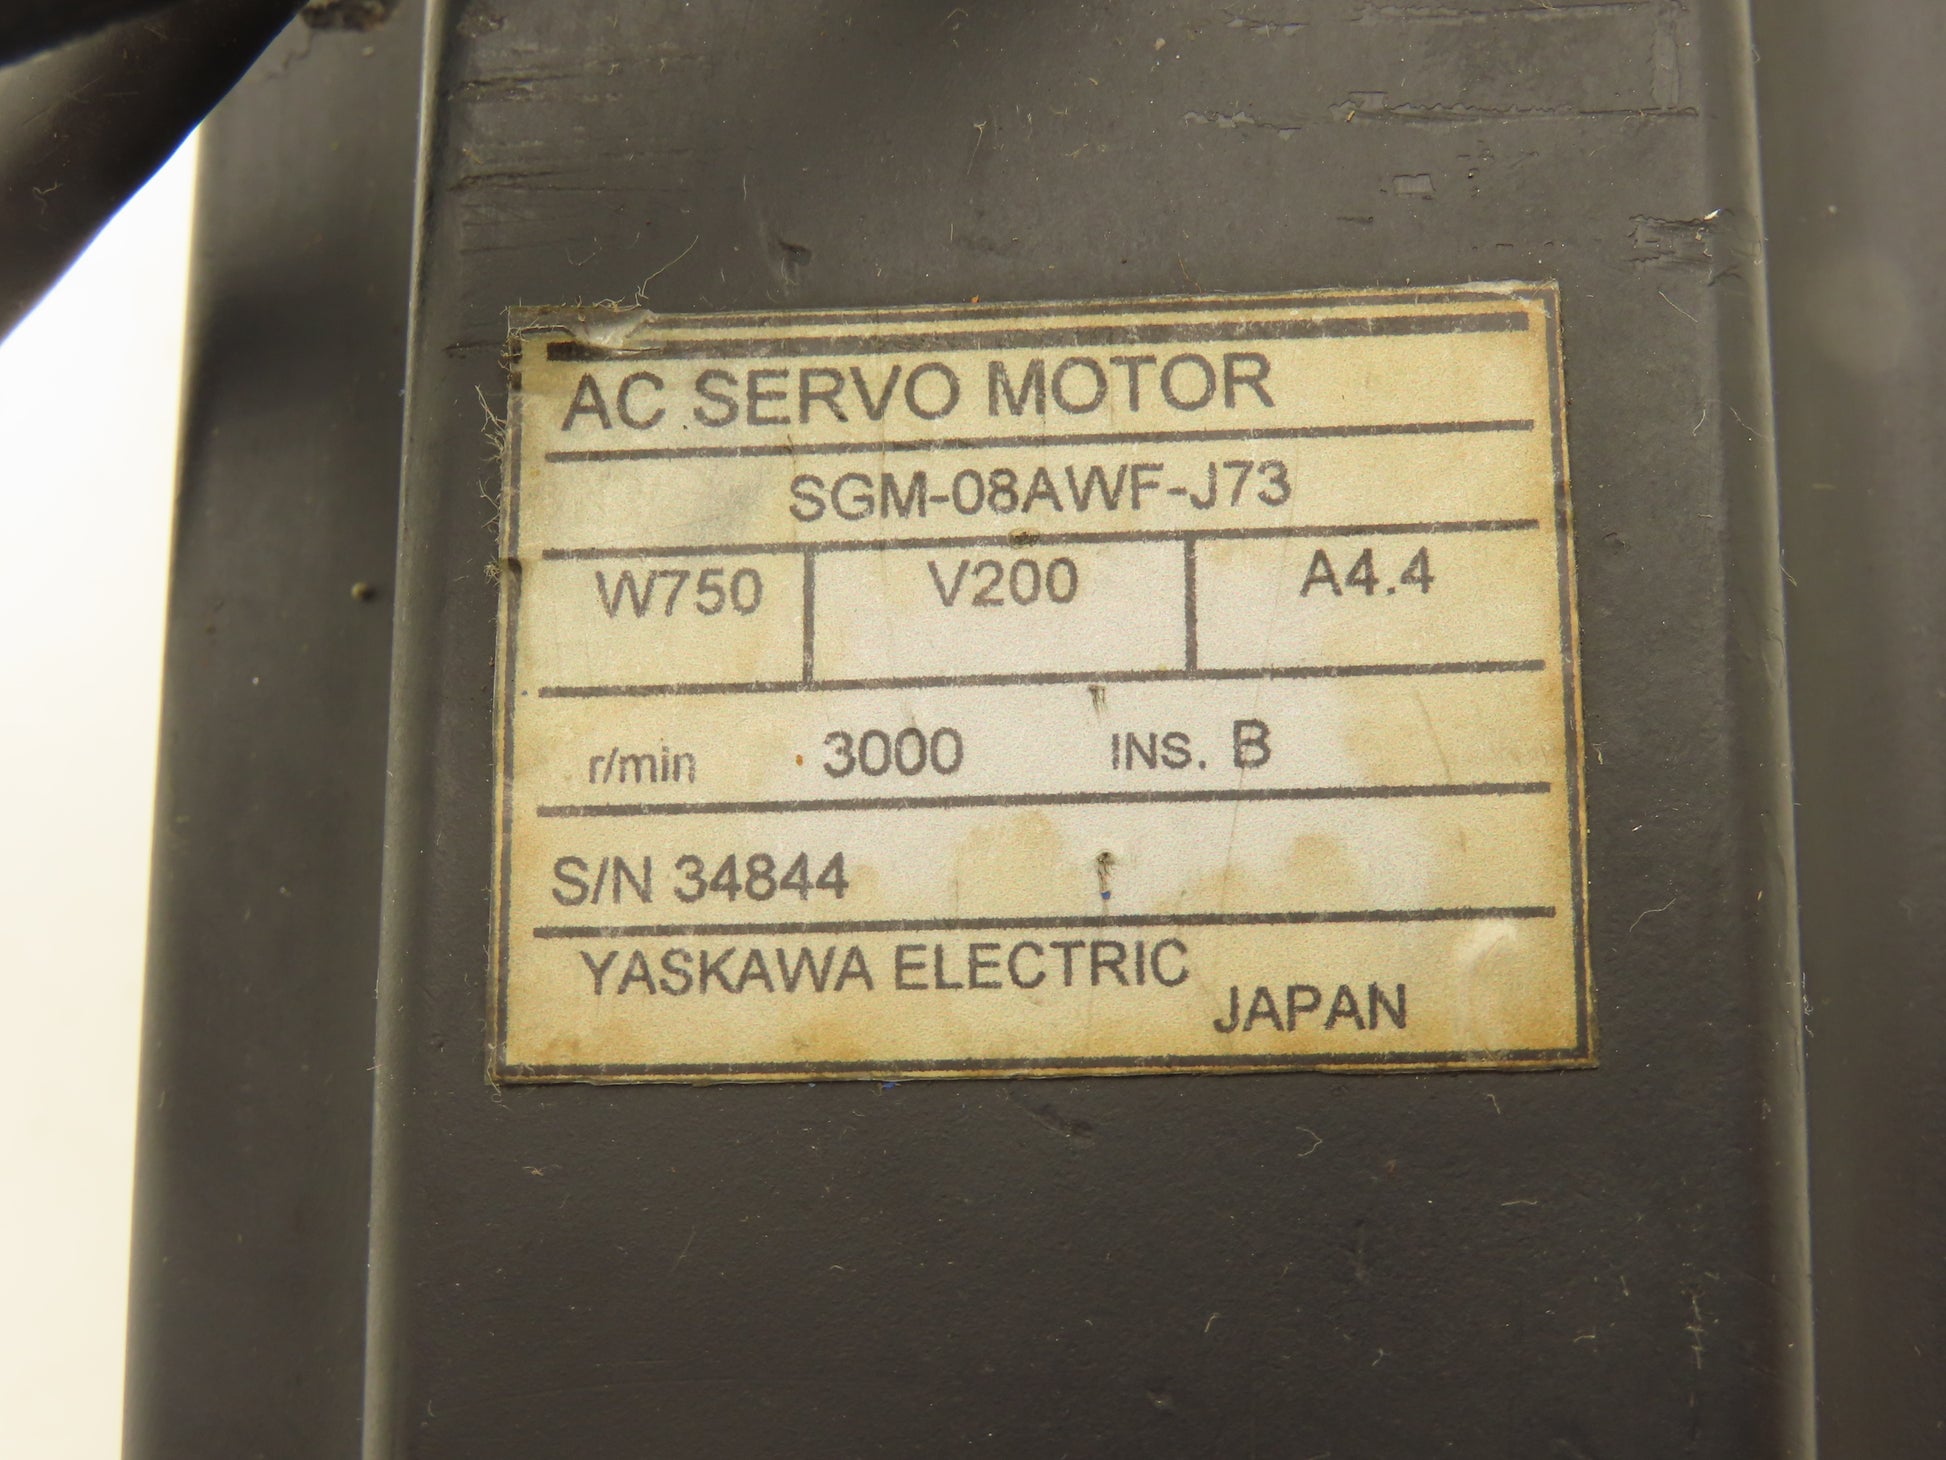 AC SERVO MOTOR
SGM-08AWF-J73
W750 V200 A4.4
r/min 3000 INS. B
S/N 34844
YASKAWA ELECTRIC
JAPAN